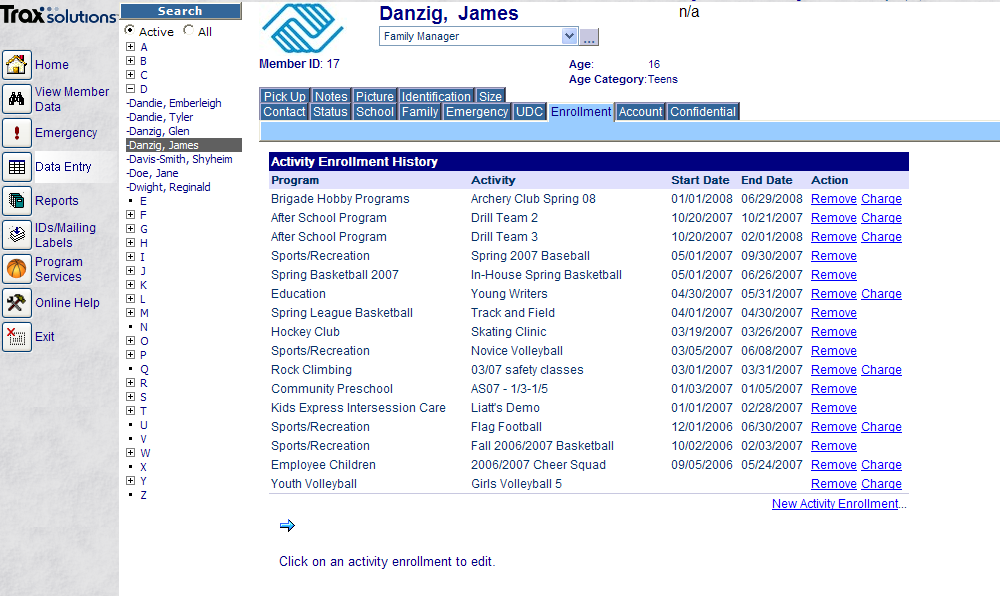 Trax solutions
Home
View Member
Data
Emergency
Data Entry
Reports
IDs/Mailing
Labels
Program
Services
Online Help
Exit
Search
Active All
A
B
C
D
-Dandie, Emberleigh
-Dandie, Tyler
-Danzig, Glen
-Danzig, James
-Davis-Smith, Shyheim
-Doe, Jane
-Dwight, Reginald
E
F
G
H
I
J
K
L
M
N
O
P
Q
R
S
T
U
V
W
X
Y
Z
Danzig, James
n/a
Family Manager
...
Member ID: 17
Age: 16
Age Category: Teens
Pick Up Notes Picture Identification Size
Contact Status School Family Emergency UDC Enrollment Account Confidential
Activity Enrollment History
Program Activity Start Date End Date Action
Brigade Hobby Programs Archery Club Spring 08 01/01/2008 06/29/2008 Remove Charge
After School Program Drill Team 2 10/20/2007 10/21/2007 Remove Charge
After School Program Drill Team 3 10/20/2007 02/01/2008 Remove Charge
Sports/Recreation Spring 2007 Baseball 05/01/2007 09/30/2007 Remove
Spring Basketball 2007 In-House Spring Basketball 05/01/2007 06/26/2007 Remove
Education Young Writers 04/30/2007 05/31/2007 Remove Charge
Spring League Basketball Track and Field 04/01/2007 04/30/2007 Remove
Hockey Club Skating Clinic 03/19/2007 03/26/2007 Remove
Sports/Recreation Novice Volleyball 03/05/2007 06/08/2007 Remove
Rock Climbing 03/07 safety classes 03/01/2007 03/31/2007 Remove Charge
Community Preschool AS07 - 1/3-1/5 01/03/2007 01/05/2007 Remove
Kids Express Intersession Care Liatt's Demo 01/01/2007 02/28/2007 Remove
Sports/Recreation Flag Football 12/01/2006 06/30/2007 Remove Charge
Sports/Recreation Fall 2006/2007 Basketball 10/02/2006 02/03/2007 Remove
Employee Children 2006/2007 Cheer Squad 09/05/2006 05/24/2007 Remove Charge
Youth Volleyball Girls Volleyball 5 Remove Charge
New Activity Enrollment...
Click on an activity enrollment to edit.